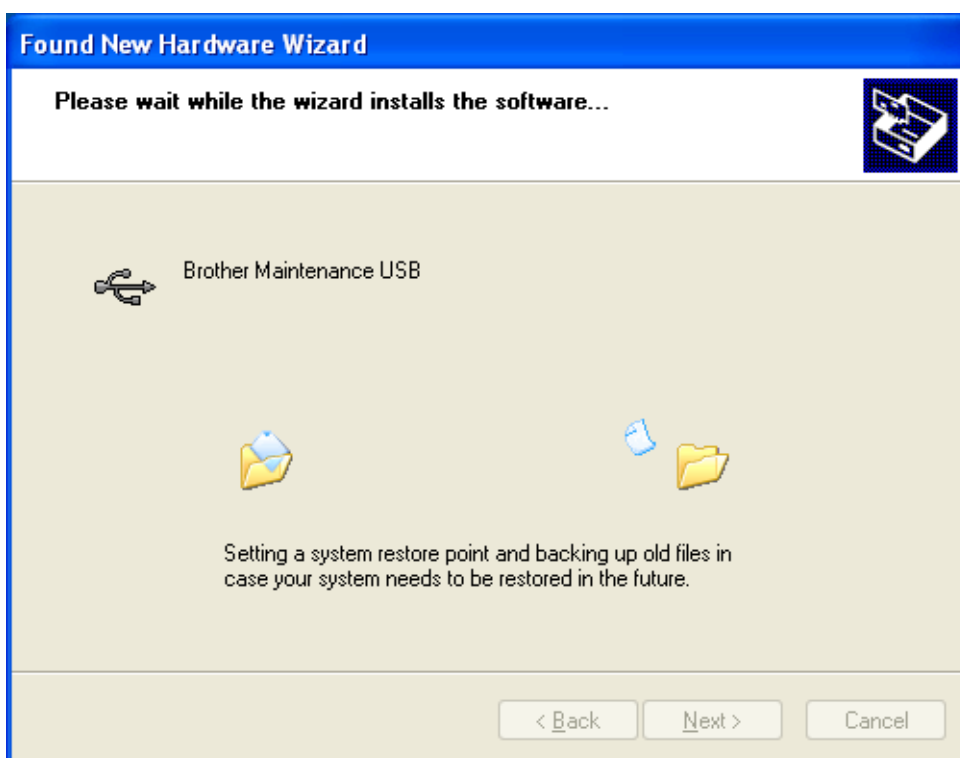 Found New Hardware Wizard
Please wait while the wizard installs the software...
Brother Maintenance USB
Setting a system restore point and backing up old files in
case your system needs to be restored in the future.
< Back
Next >
Cancel